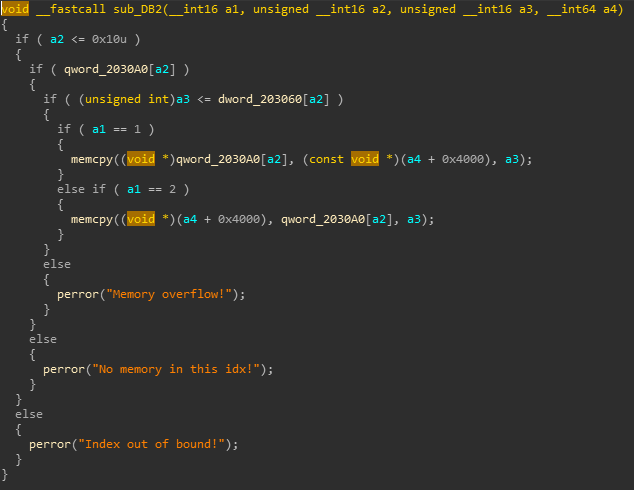 void __fastcall sub_DB2(__int16 a1, unsigned __int16 a2, unsigned __int16 a3, __int64 a4)
{
  if ( a2 <= 0x10u )
  {
    if ( qword_2030A0[a2] )
    {
      if ( (unsigned int)a3 <= dword_203060[a2] )
      {
        if ( a1 == 1 )
        {
          memcpy((void *)qword_2030A0[a2], (const void *)(a4 + 0x4000), a3);
        }
        else if ( a1 == 2 )
        {
          memcpy((void *)(a4 + 0x4000), qword_2030A0[a2], a3);
        }
      }
      else
      {
        perror("Memory overflow!");
      }
    }
    else
    {
      perror("No memory in this idx!");
    }
  }
  else
  {
    perror("Index out of bound!");
  }
}